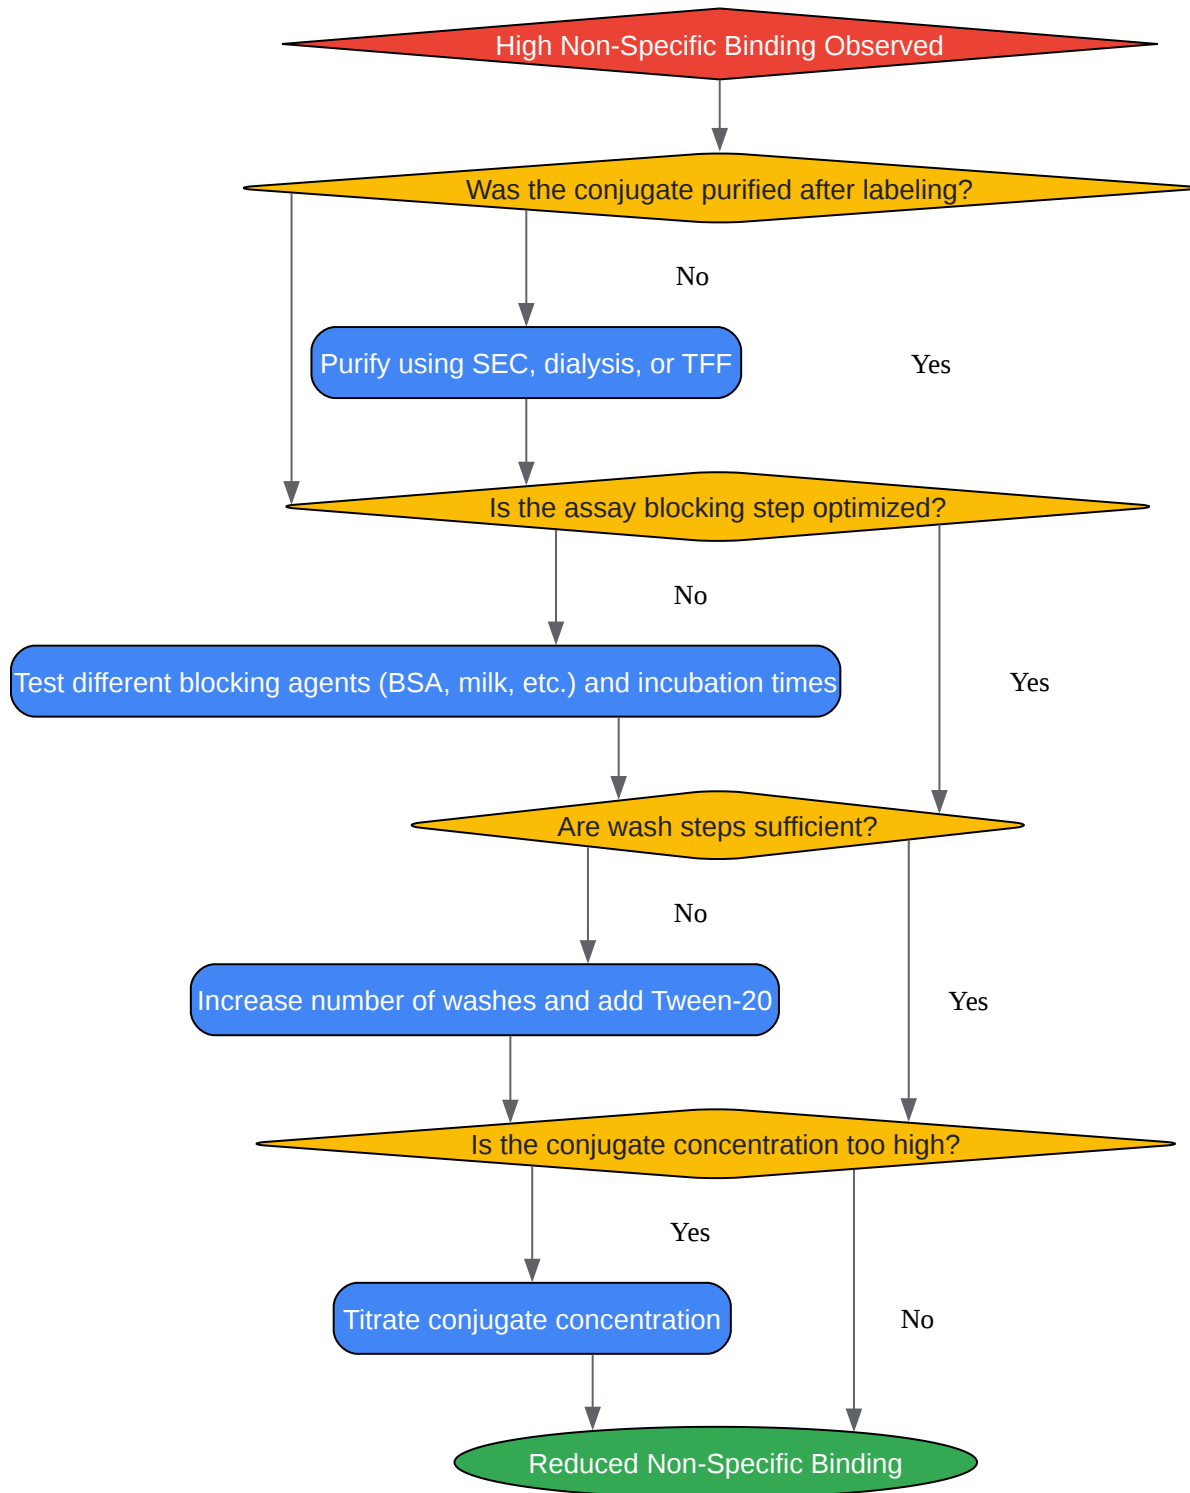 High Non-Specific Binding Observed
Was the conjugate purified after labeling?
No
Purify using SEC, dialysis, or TFF
Yes
Is the assay blocking step optimized?
No
Test different blocking agents (BSA, milk, etc.) and incubation times
Yes
Are wash steps sufficient?
No
Increase number of washes and add Tween-20
Yes
Is the conjugate concentration too high?
Yes
Titrate conjugate concentration
No
Reduced Non-Specific Binding